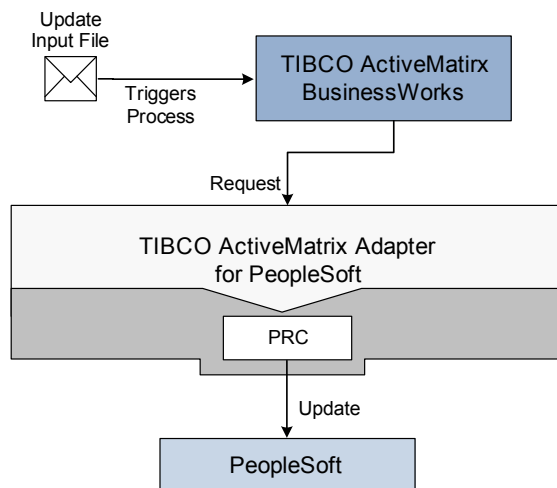 Update
Input File
Triggers
Process
TIBCO ActiveMatirx
BusinessWorks
Request
TIBCO ActiveMatrix Adapter
for PeopleSoft
PRC
Update
PeopleSoft